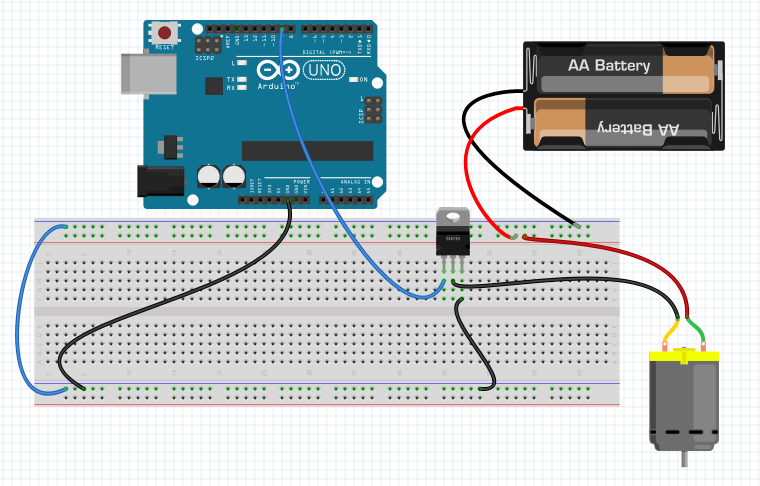 RESET
ICSP2
AREF
GND
13
12
~11
~10
~9
8
7
~6
~5
4
~3
2
TX▶1
RX◀0
DIGITAL (PWM=~)
L
TX
RX
UNO
Arduino™
ON
1
ICSP
AA Battery
AA Battery
IOREF
RESET
3V3
5V
GND
GND
VIN
POWER
ANALOG IN
A0
A1
A2
A3
A4
A5